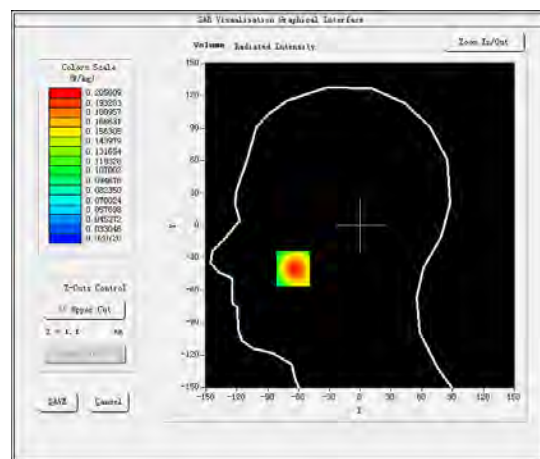 SAR Visualisation Graphical Interface
Volume Radiated Intensity
Zoom In/Out
Colors Scale
(W/kg)
0.205609
0.193283
0.180957
0.168631
0.156305
0.143979
0.131654
0.119328
0.107002
0.094676
0.082350
0.070024
0.057698
0.045372
0.033046
150
120
90
60
30
0
-30
-60
-90
-120
-150
Y
-150 -120 -90 -60 -30 0 30 60 90 120 150
X
Z-Cuts Control
Upper Cut
SAVE
Cancel